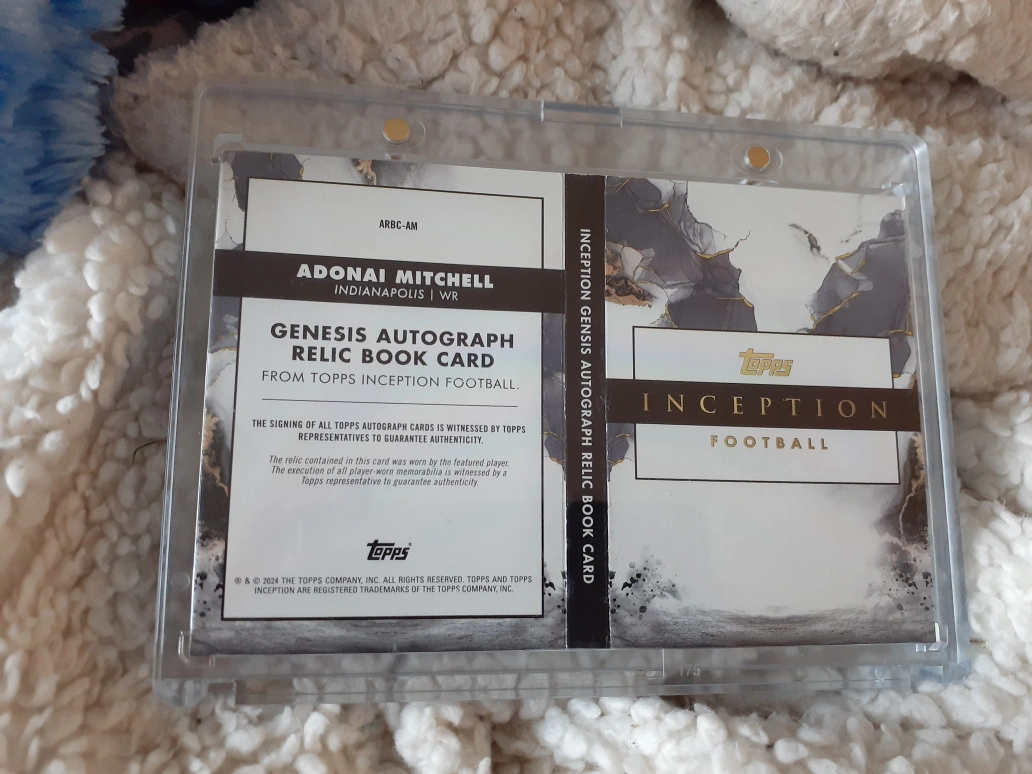 ARBC-AM
ADONAI MITCHELL
INDIANAPOLIS | WR
GENESIS AUTOGRAPH
RELIC BOOK CARD
FROM TOPPS INCEPTION FOOTBALL.
THE SIGNING OF ALL TOPPS AUTOGRAPH CARDS IS WITNESSED BY TOPPS
REPRESENTATIVES TO GUARANTEE AUTHENTICITY.
The relic contained in this card was worn by the featured player.
The execution of all player-worn memorabilia is witnessed by a
Topps representative to guarantee authenticity.
Topps®
® & © 2024 THE TOPPS COMPANY, INC. ALL RIGHTS RESERVED. TOPPS AND TOPPS
INCEPTION ARE REGISTERED TRADEMARKS OF THE TOPPS COMPANY, INC.
INCEPTION GENSIS AUTOGRAPH RELIC BOOK CARD
Topps
INCEPTION
FOOTBALL